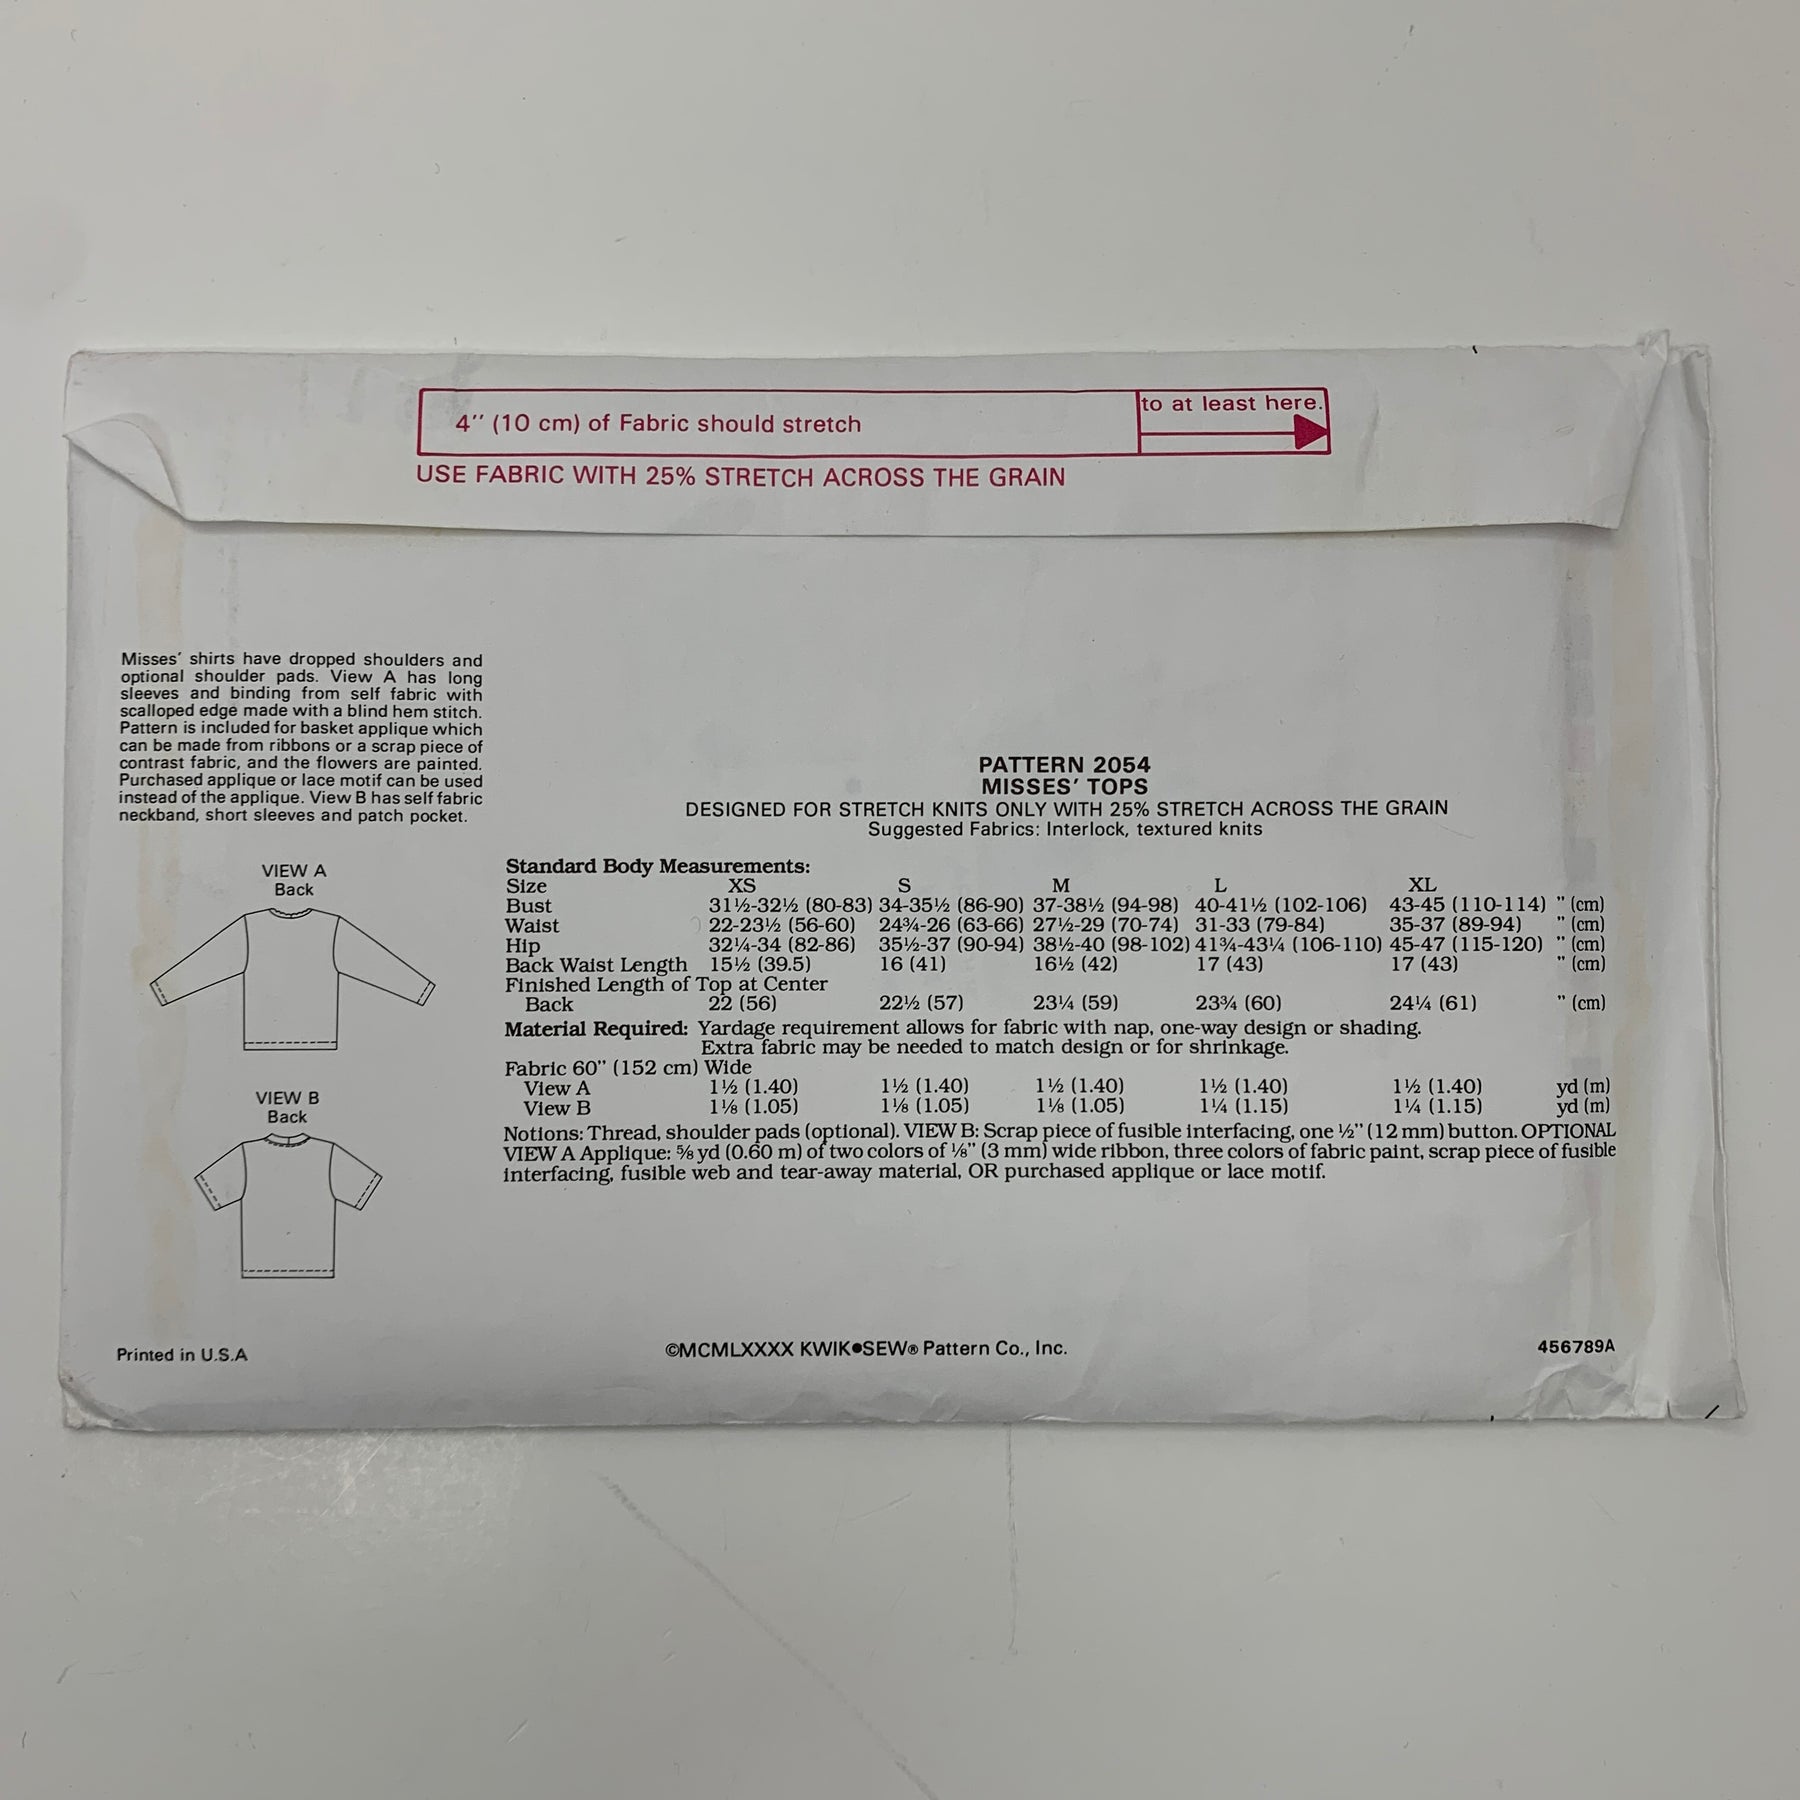 4'' (10 cm) of Fabric should stretch
to at least here.
USE FABRIC WITH 25% STRETCH ACROSS THE GRAIN
Misses' shirts have dropped shoulders and
optional shoulder pads. View A has long
sleeves and binding from self fabric with
scalloped edge made with a blind hem stitch.
Pattern is included for basket applique which
can be made from ribbons or a scrap piece of
contrast fabric, and the flowers are painted.
Purchased applique or lace motif can be used
instead of the applique. View B has self fabric
neckband, short sleeves and patch pocket.
VIEW A
Back
VIEW B
Back
PATTERN 2054
MISSES' TOPS
DESIGNED FOR STRETCH KNITS ONLY WITH 25% STRETCH ACROSS THE GRAIN
Suggested Fabrics: Interlock, textured knits
Standard Body Measurements:
Size XS S M L XL
Bust 31½-32½ (80-83) 34-35½ (86-90) 37-38½ (94-98) 40-41½ (102-106) 43-45 (110-114) " (cm)
Waist 22-23½ (56-60) 24¾-26 (63-66) 27½-29 (70-74) 31-33 (79-84) 35-37 (89-94) " (cm)
Hip 32¼-34 (82-86) 35½-37 (90-94) 38½-40 (98-102) 41¾-43¼ (106-110) 45-47 (115-120) " (cm)
Back Waist Length 15½ (39.5) 16 (41) 16½ (42) 17 (43) 17 (43) " (cm)
Finished Length of Top at Center
Back 22 (56) 22½ (57) 23¼ (59) 23¾ (60) 24¼ (61) " (cm)
Material Required: Yardage requirement allows for fabric with nap, one-way design or shading.
Extra fabric may be needed to match design or for shrinkage.
Fabric 60" (152 cm) Wide
View A 1½ (1.40) 1½ (1.40) 1½ (1.40) 1½ (1.40) 1½ (1.40) yd (m)
View B 1⅛ (1.05) 1⅛ (1.05) 1⅛ (1.05) 1¼ (1.15) 1¼ (1.15) yd (m)
Notions: Thread, shoulder pads (optional). VIEW B: Scrap piece of fusible interfacing, one ½" (12 mm) button. OPTIONAL
VIEW A Applique: ⅝ yd (0.60 m) of two colors of ⅛" (3 mm) wide ribbon, three colors of fabric paint, scrap piece of fusible
interfacing, fusible web and tear-away material, OR purchased applique or lace motif.
Printed in U.S.A
©MCMLXXXX KWIK●SEW® Pattern Co., Inc.
456789A